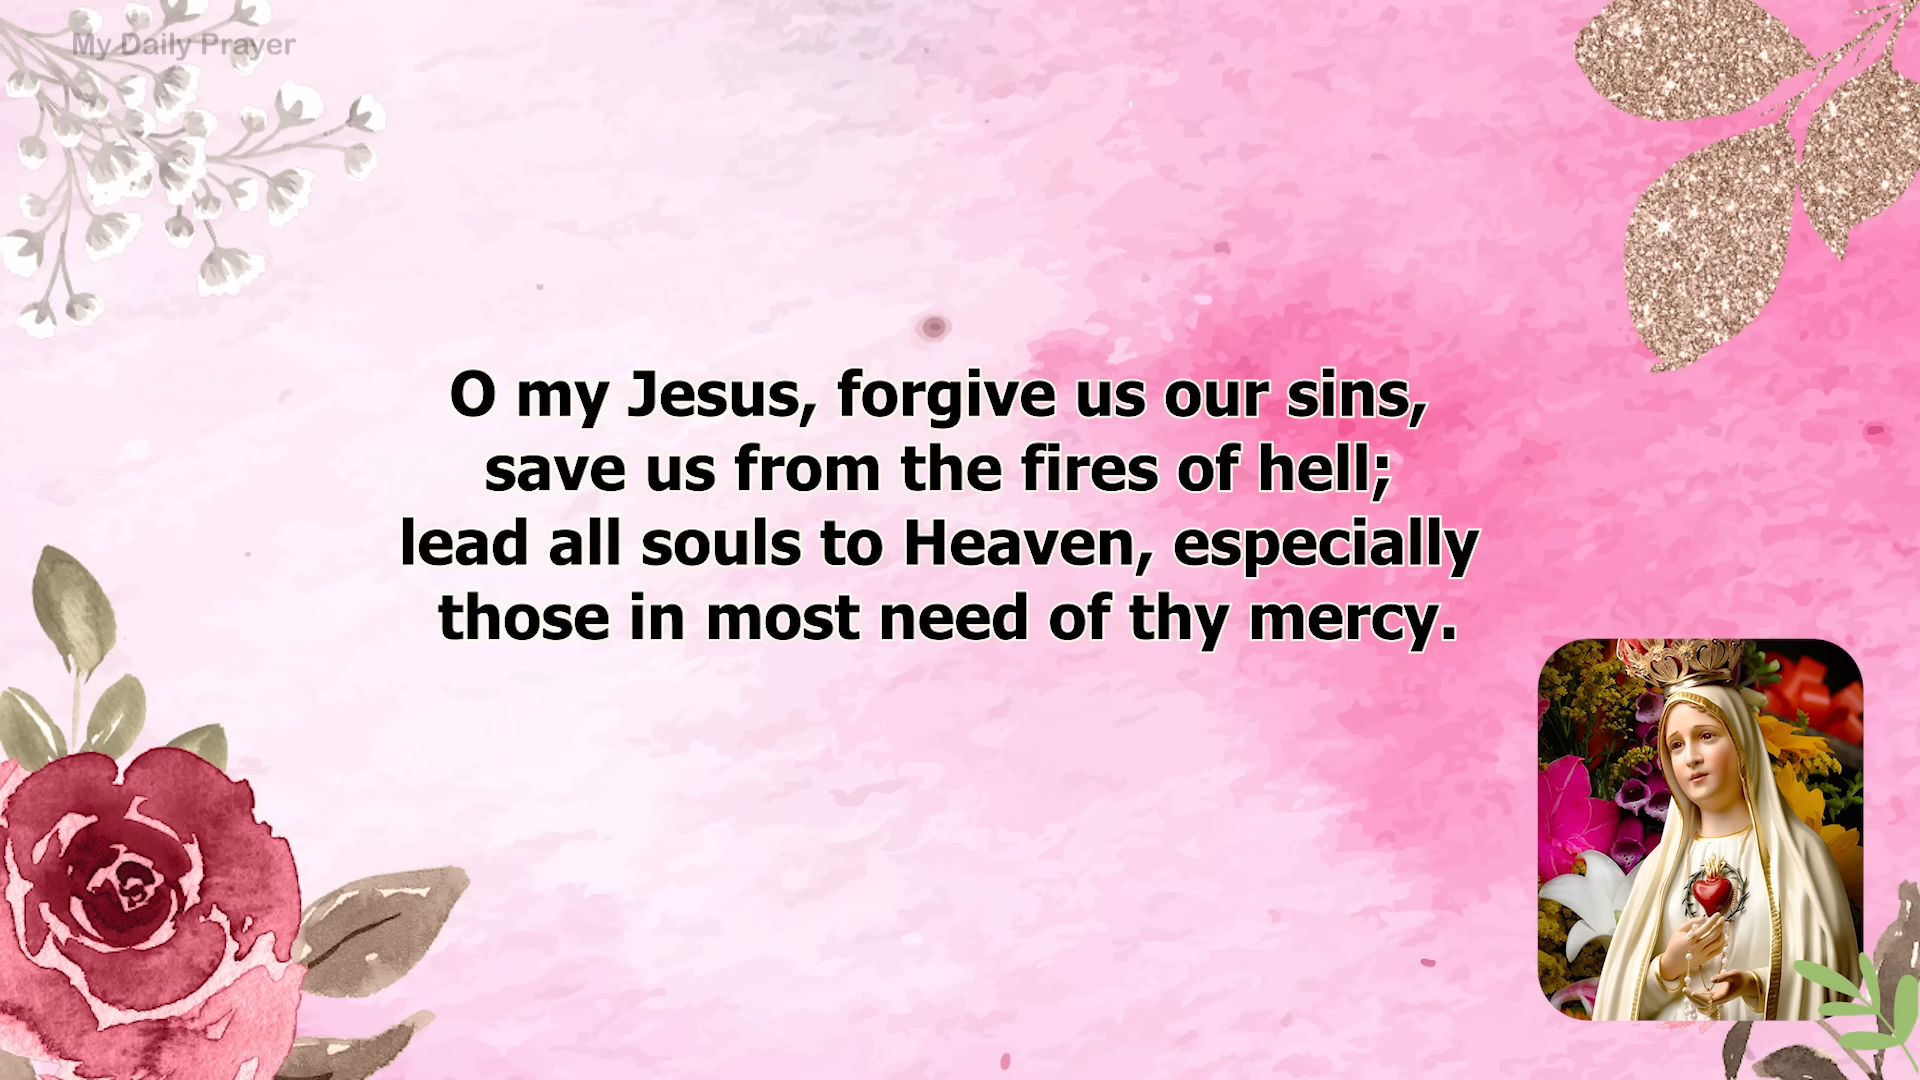 My Daily Prayer
O my Jesus, forgive us our sins,
save us from the fires of hell;
lead all souls to Heaven, especially
those in most need of thy mercy.